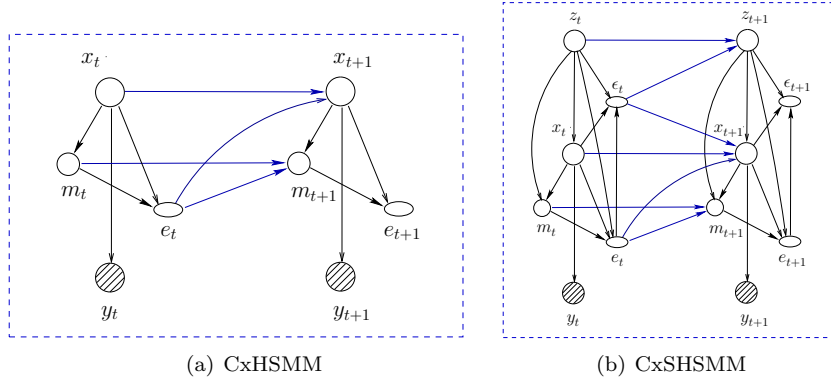 x_t
x_{t+1}
m_t
m_{t+1}
e_t
e_{t+1}
y_t
y_{t+1}
(a) CxHSMM
z_t
z_{t+1}
ϵ_t
ϵ_{t+1}
x_t
x_{t+1}
m_t
m_{t+1}
e_t
e_{t+1}
y_t
y_{t+1}
(b) CxSHSMM